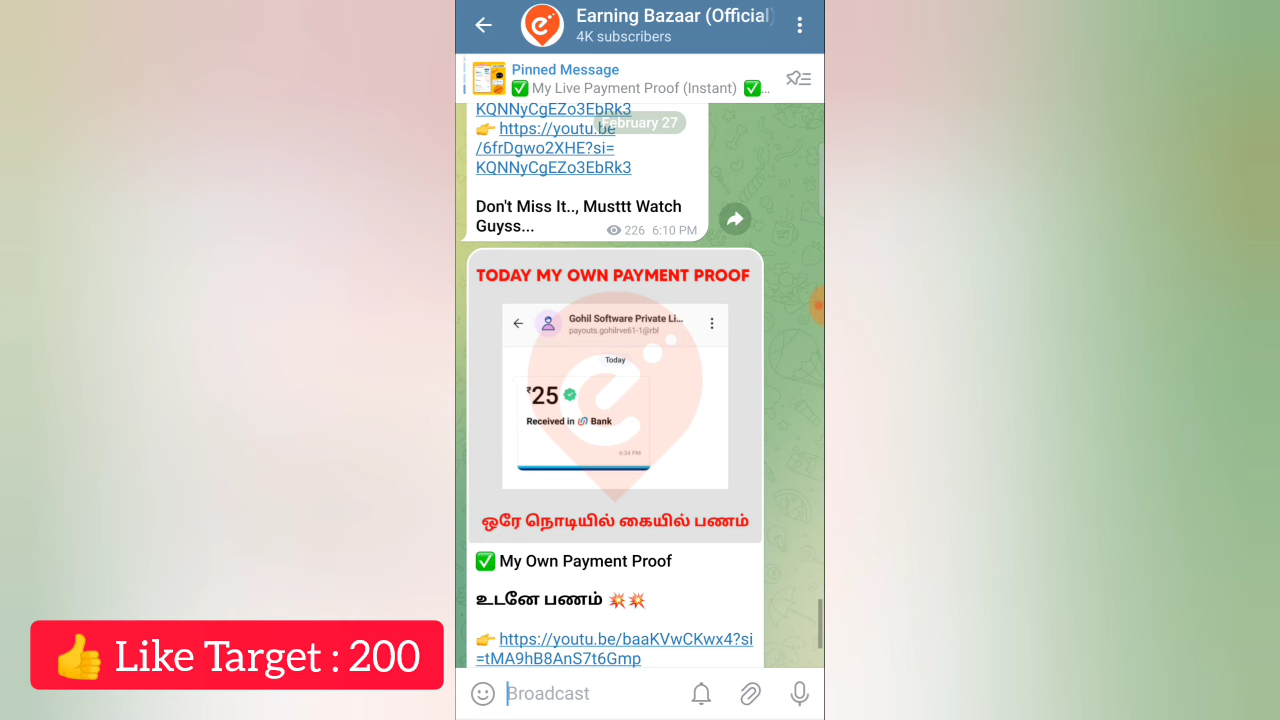 Earning Bazaar (Official)
4K subscribers
Pinned Message
✅ My Live Payment Proof (Instant) ✅...
KQNNyCgEZo3EbRk3
February 27
👉 https://youtu.be
/6frDgwo2XHE?si=
KQNNyCgEZo3EbRk3
Don't Miss It.., Musttt Watch
Guyss...
226 6:10 PM
TODAY MY OWN PAYMENT PROOF
Gohil Software Private Li...
payouts.gohilrve61-1@rbl
Today
₹25
Received in Bank
6:34 PM
ஒரே நொடியில் கையில் பணம்
✅ My Own Payment Proof
உடனே பணம் 💥💥
👉 https://youtu.be/baaKVwCKwx4?si
=tMA9hB8AnS7t6Gmp
Broadcast
👍 Like Target : 200